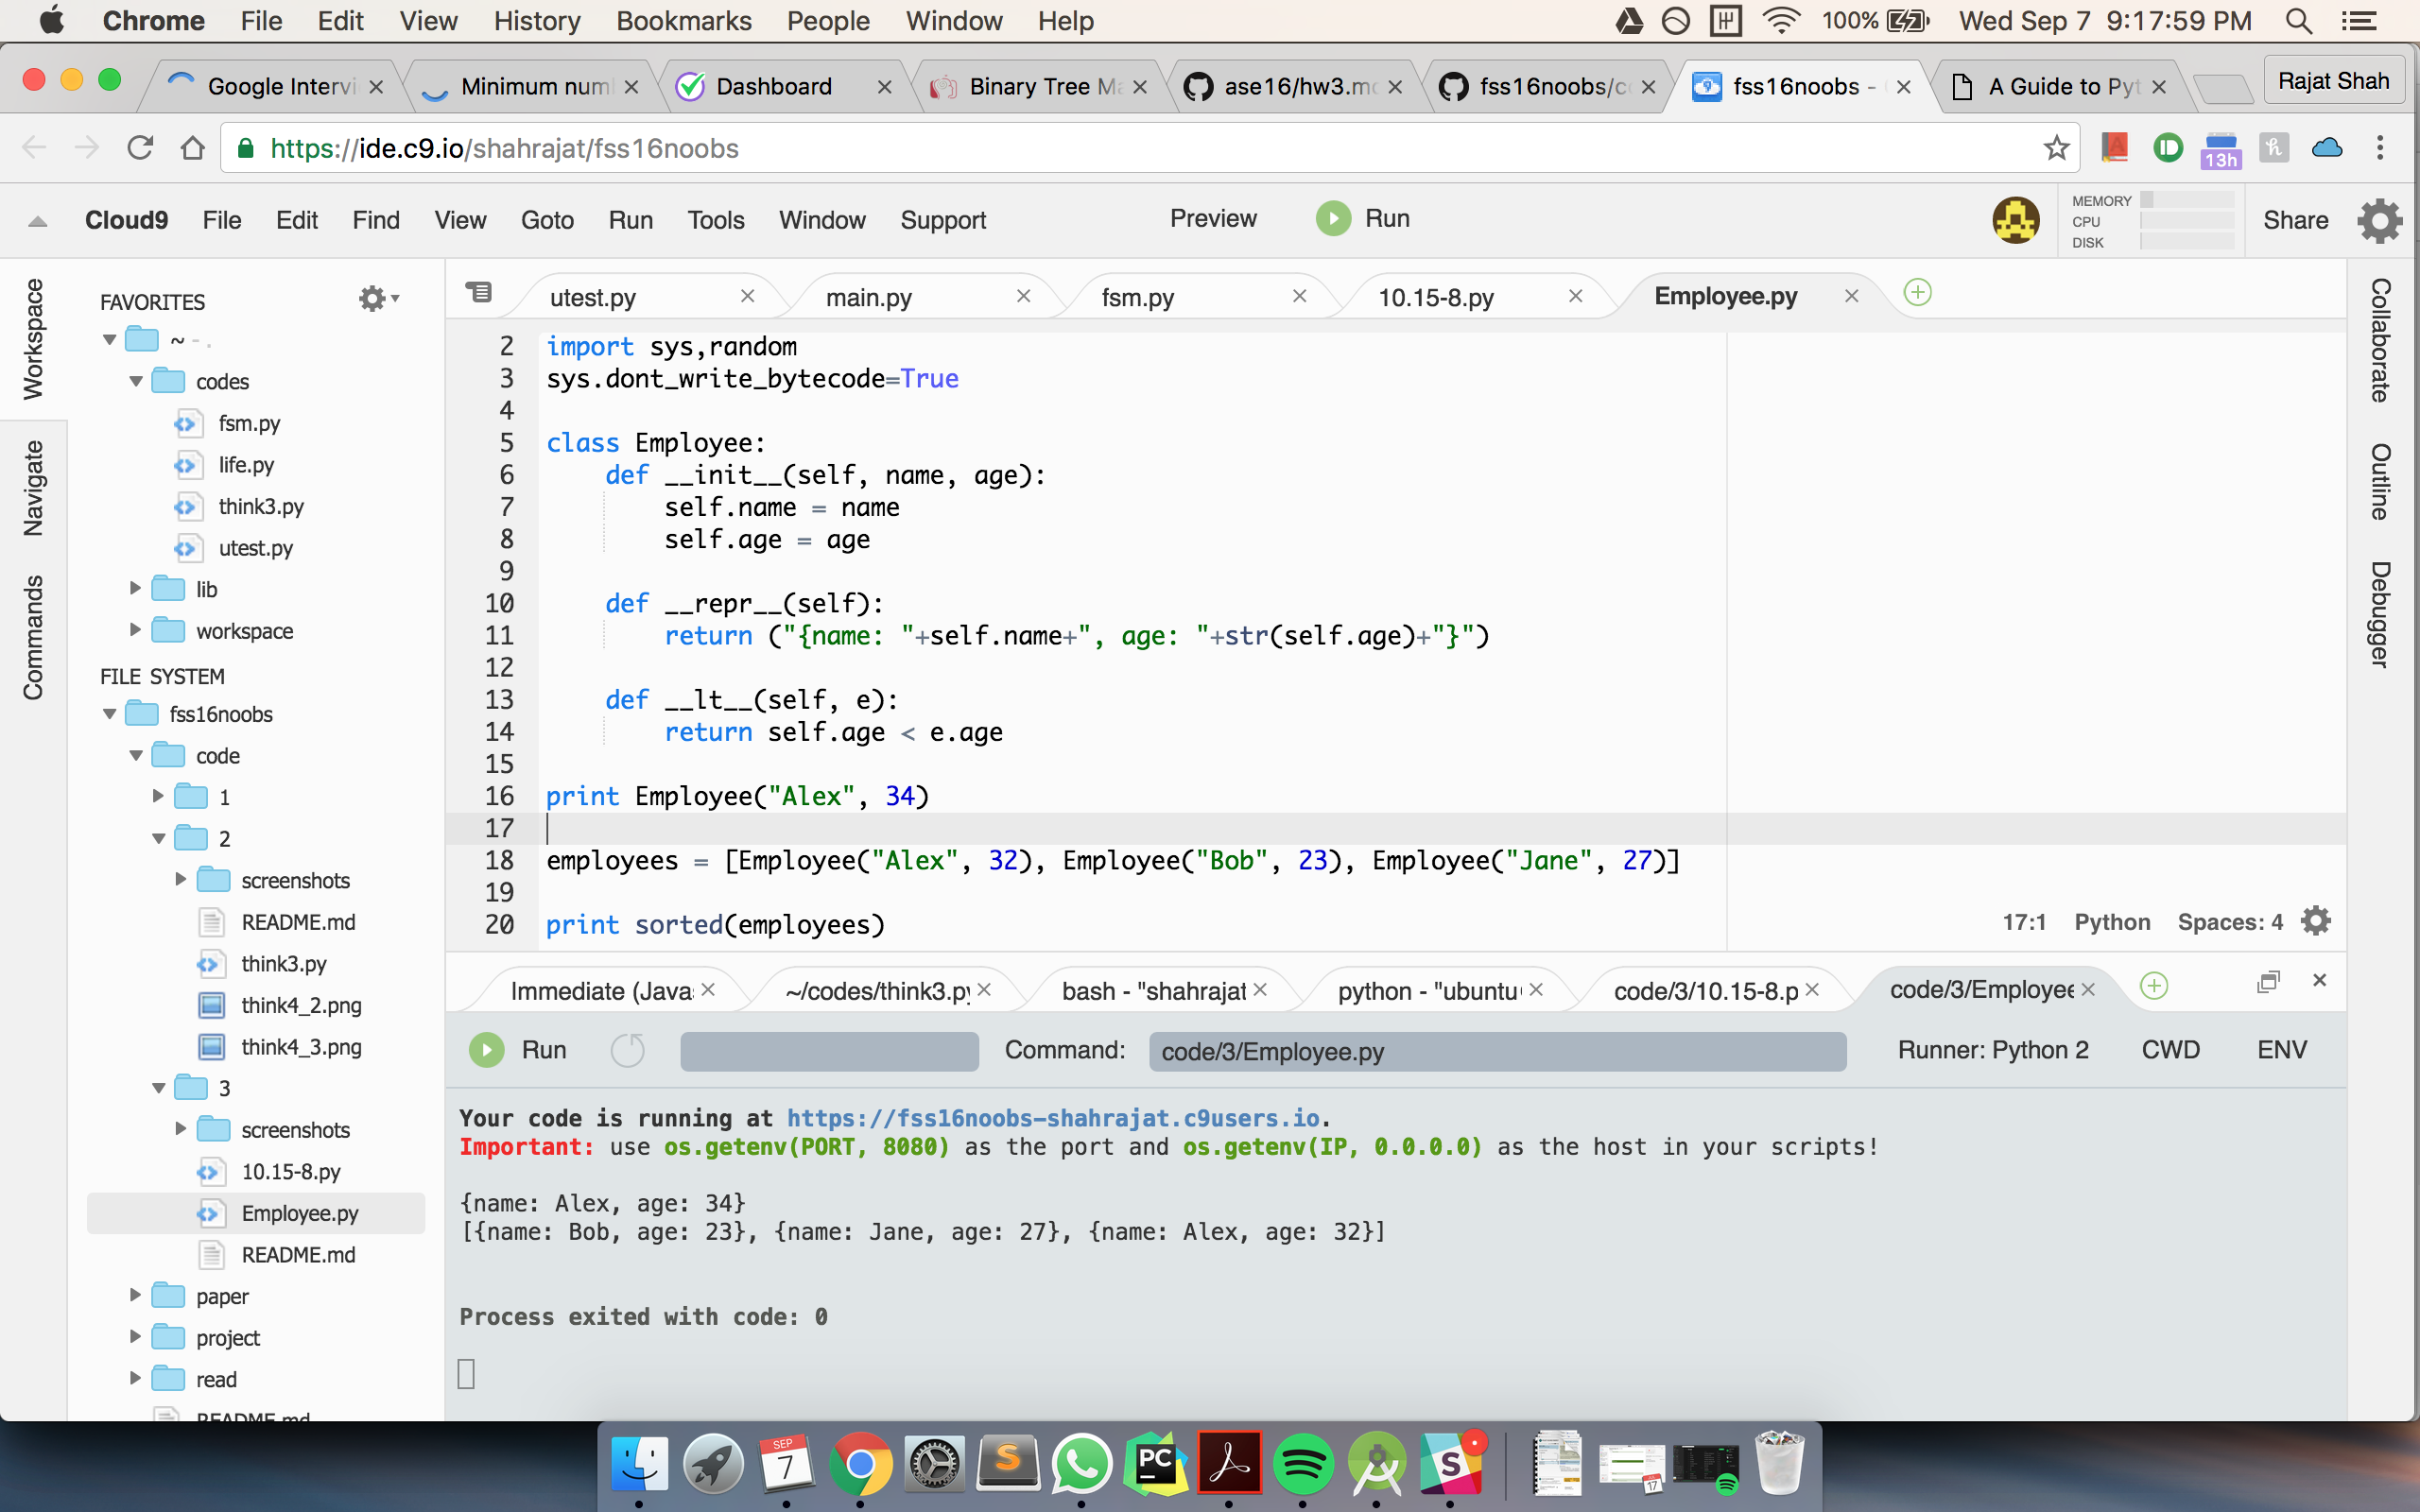 Chrome File Edit View History Bookmarks People Window Help 100% Wed Sep 7 9:17:59 PM
Google Intervi Minimum num Dashboard Binary Tree Ma ase16/hw3.m fss16noobs/c fss16noobs - A Guide to Pyt Rajat Shah
https://ide.c9.io/shahrajat/fss16noobs
13h
Cloud9 File Edit Find View Goto Run Tools Window Support Preview Run
MEMORY
CPU
DISK
Share
Workspace
Navigate
Commands
FAVORITES
~ - .
codes
fsm.py
life.py
think3.py
utest.py
lib
workspace
FILE SYSTEM
fss16noobs
code
1
2
screenshots
README.md
think3.py
think4_2.png
think4_3.png
3
screenshots
10.15-8.py
Employee.py
README.md
paper
project
read
README.md
utest.py main.py fsm.py 10.15-8.py Employee.py
2 import sys,random
3 sys.dont_write_bytecode=True
4
5 class Employee:
6     def __init__(self, name, age):
7         self.name = name
8         self.age = age
9
10     def __repr__(self):
11         return ("{name: "+self.name+", age: "+str(self.age)+"}")
12
13     def __lt__(self, e):
14         return self.age < e.age
15
16 print Employee("Alex", 34)
17
18 employees = [Employee("Alex", 32), Employee("Bob", 23), Employee("Jane", 27)]
19
20 print sorted(employees)
17:1 Python Spaces: 4
Collaborate
Outline
Debugger
Immediate (Java ~/codes/think3.py bash - "shahrajat python - "ubuntu code/3/10.15-8.p code/3/Employee
Run Command: code/3/Employee.py Runner: Python 2 CWD ENV
Your code is running at https://fss16noobs-shahrajat.c9users.io.
Important: use os.getenv(PORT, 8080) as the port and os.getenv(IP, 0.0.0.0) as the host in your scripts!
{name: Alex, age: 34}
[{name: Bob, age: 23}, {name: Jane, age: 27}, {name: Alex, age: 32}]
Process exited with code: 0
SEP
7
S
PC
S
17